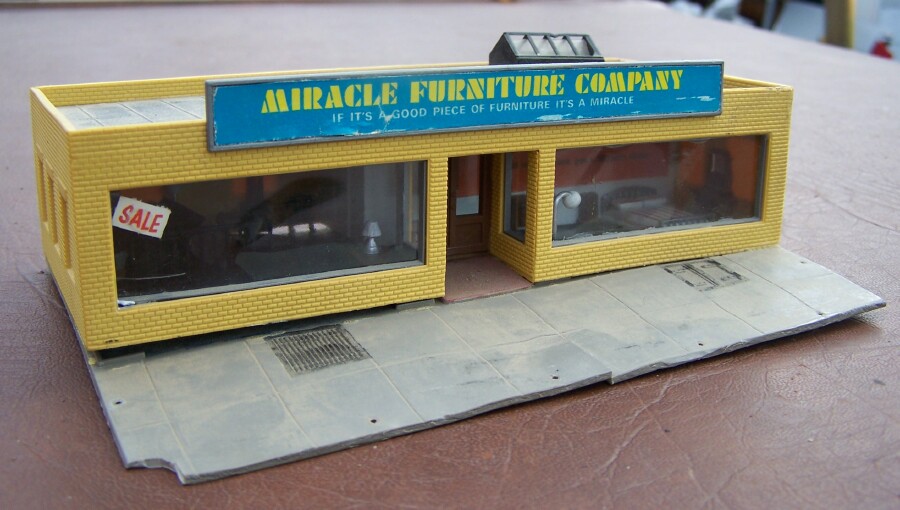 MIRACLE FURNITURE COMPANY
IF IT'S A GOOD PIECE OF FURNITURE IT'S A MIRACLE
SALE